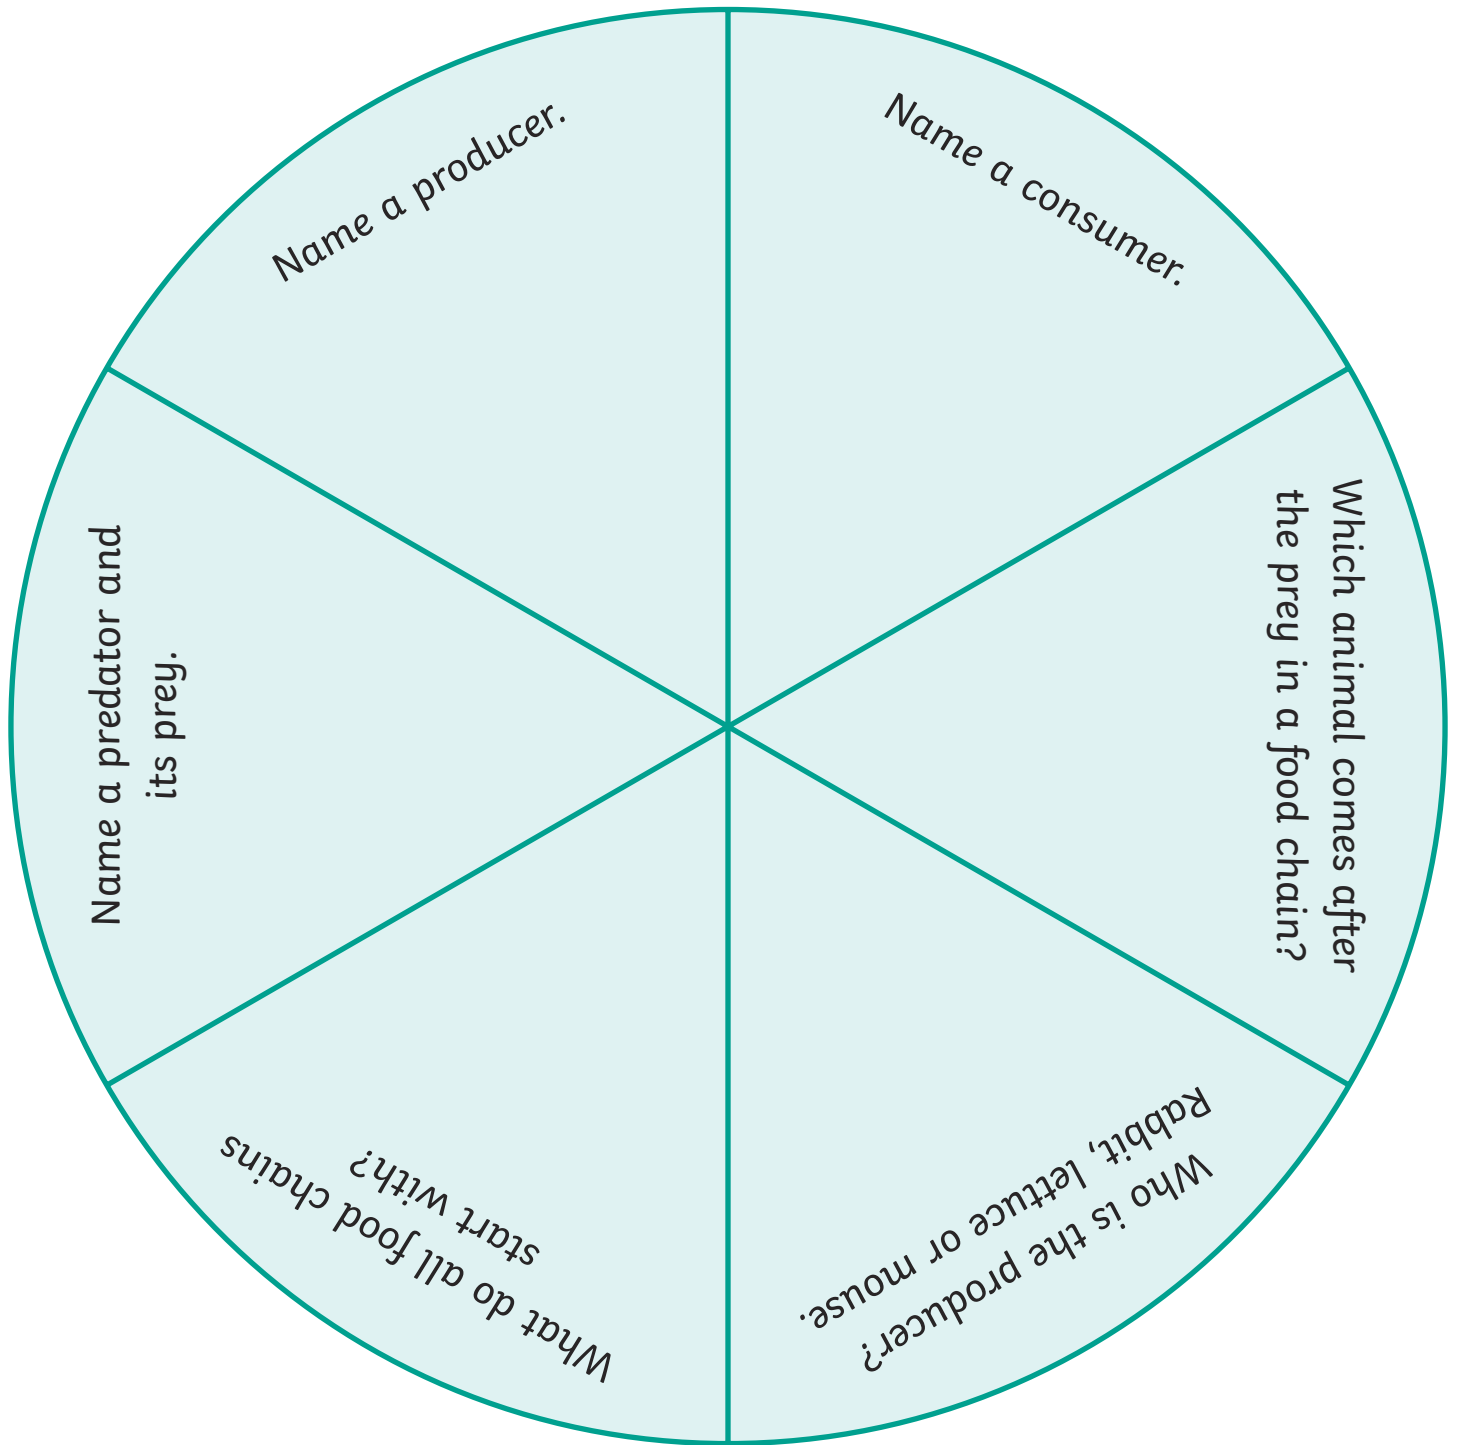 Name a producer.
Name a consumer.
Which animal comes after
the prey in a food chain?
Who is the producer?
Rabbit, lettuce or mouse.
What do all food chains
start with?
Name a predator and
its prey.